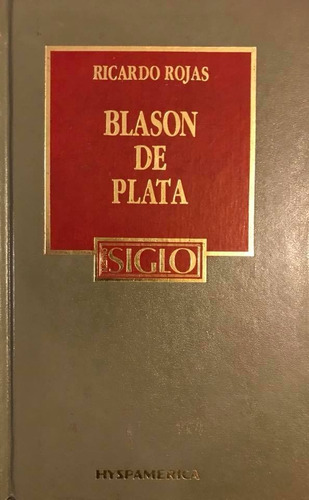 RICARDO ROJAS
BLASON
DE
PLATA
SIGLO
HYSPAMERICA